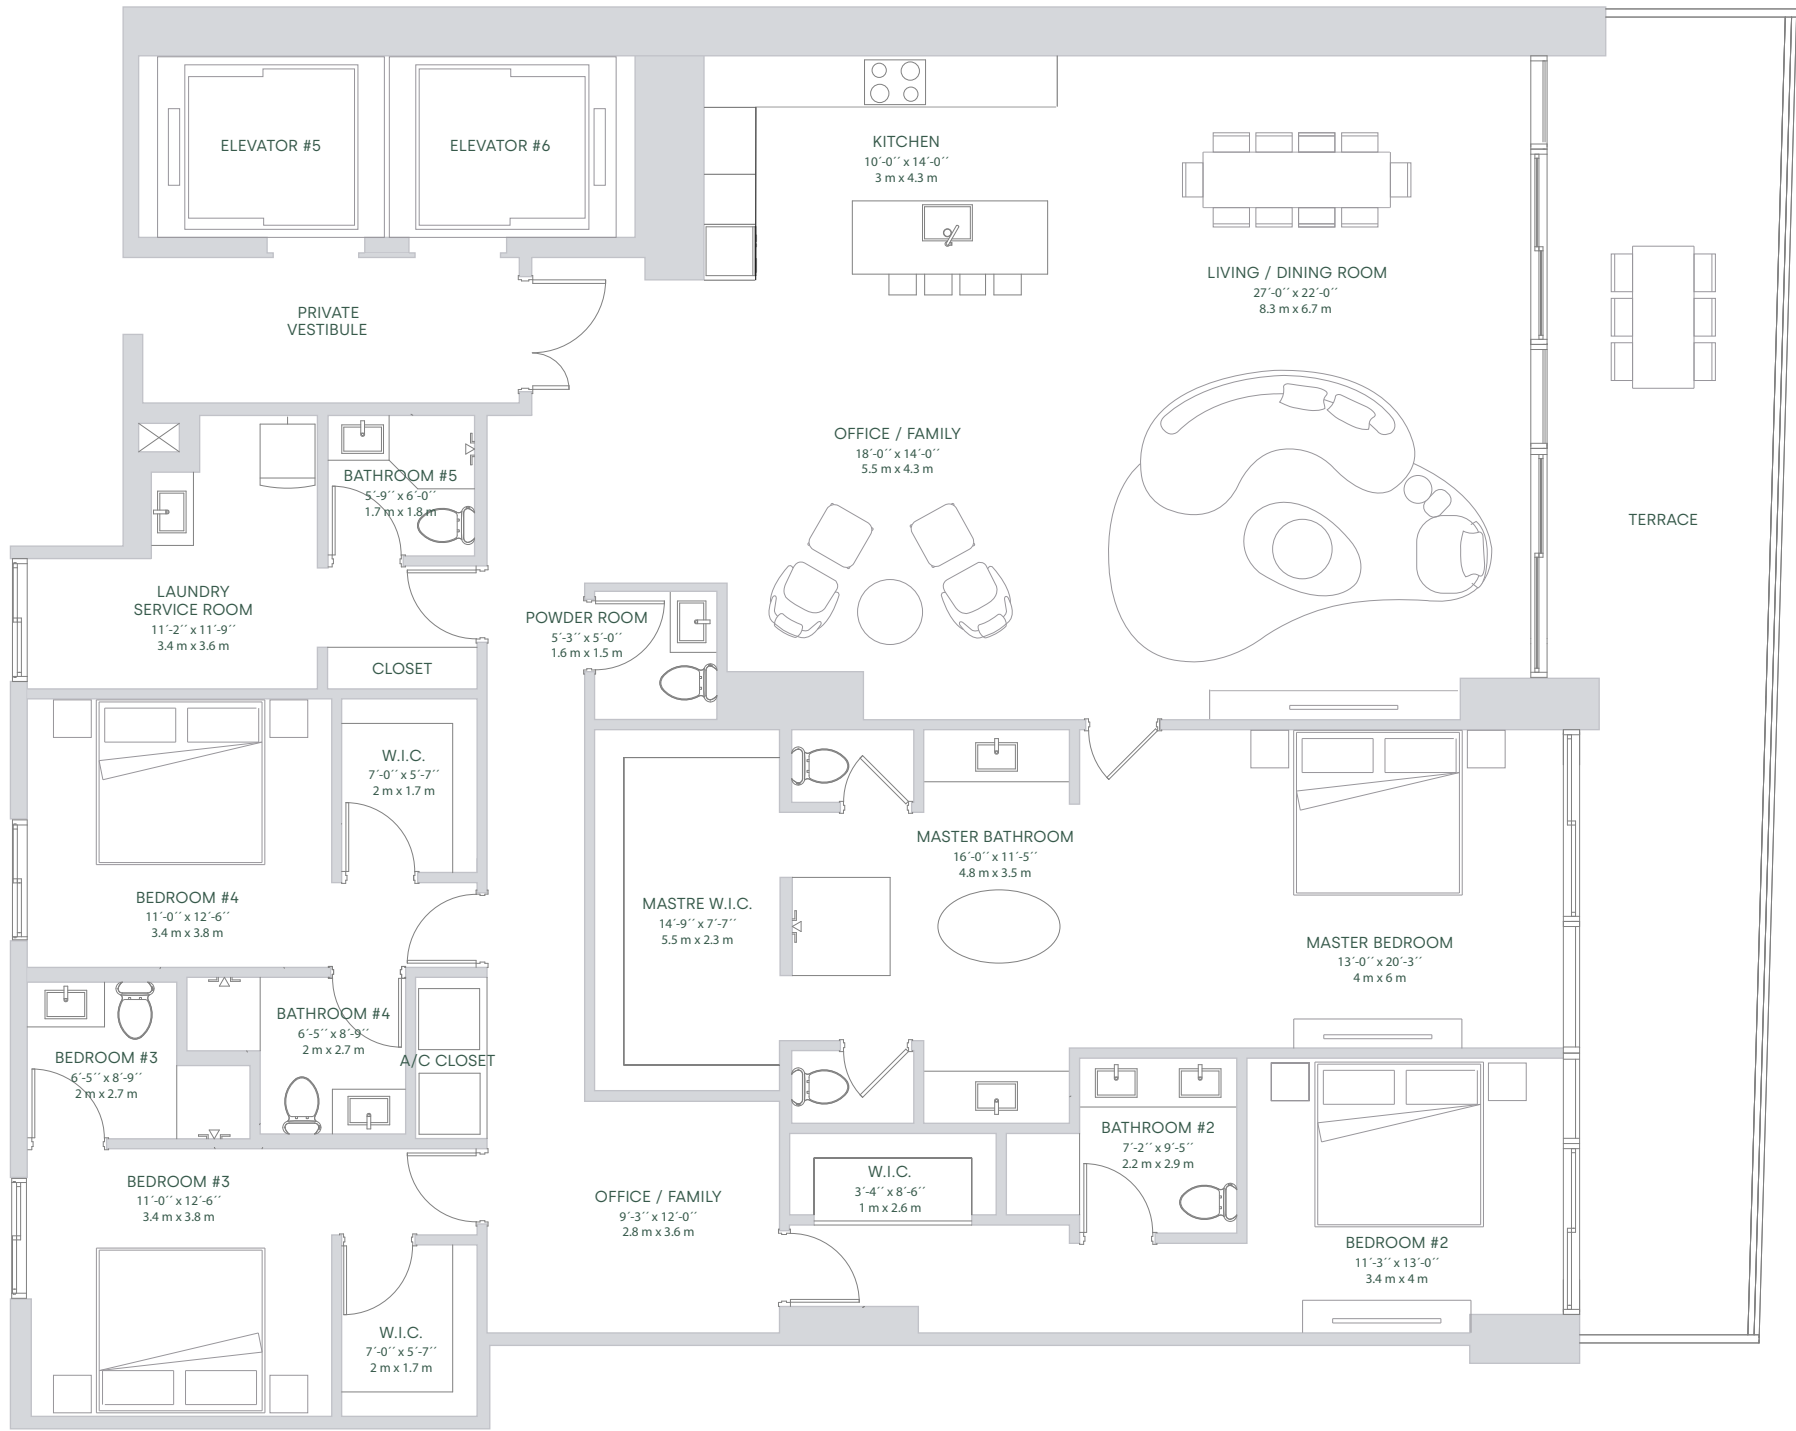 ELEVATOR #5
ELEVATOR #6
KITCHEN
10´-0´´ x 14´-0´´
3 m x 4.3 m
LIVING / DINING ROOM
27´-0´´ x 22´-0´´
8.3 m x 6.7 m
PRIVATE
VESTIBULE
OFFICE / FAMILY
18´-0´´ x 14´-0´´
5.5 m x 4.3 m
BATHROOM #5
5´-9´´ x 6´-0´´
1.7 m x 1.8 m
TERRACE
LAUNDRY
SERVICE ROOM
11´-2´´ x 11´-9´´
3.4 m x 3.6 m
POWDER ROOM
5´-3´´ x 5´-0´´
1.6 m x 1.5 m
CLOSET
W.I.C.
7´-0´´ x 5´-7´´
2 m x 1.7 m
MASTER BATHROOM
16´-0´´ x 11´-5´´
4.8 m x 3.5 m
BEDROOM #4
11´-0´´ x 12´-6´´
3.4 m x 3.8 m
MASTRE W.I.C.
14´-9´´ x 7´-7´´
5.5 m x 2.3 m
MASTER BEDROOM
13´-0´´ x 20´-3´´
4 m x 6 m
BATHROOM #4
6´-5´´ x 8´-9´´
2 m x 2.7 m
BEDROOM #3
6´-5´´ x 8´-9´´
2 m x 2.7 m
A/C CLOSET
BATHROOM #2
7´-2´´ x 9´-5´´
2.2 m x 2.9 m
W.I.C.
3´-4´´ x 8´-6´´
1 m x 2.6 m
BEDROOM #3
11´-0´´ x 12´-6´´
3.4 m x 3.8 m
OFFICE / FAMILY
9´-3´´ x 12´-0´´
2.8 m x 3.6 m
BEDROOM #2
11´-3´´ x 13´-0´´
3.4 m x 4 m
W.I.C.
7´-0´´ x 5´-7´´
2 m x 1.7 m